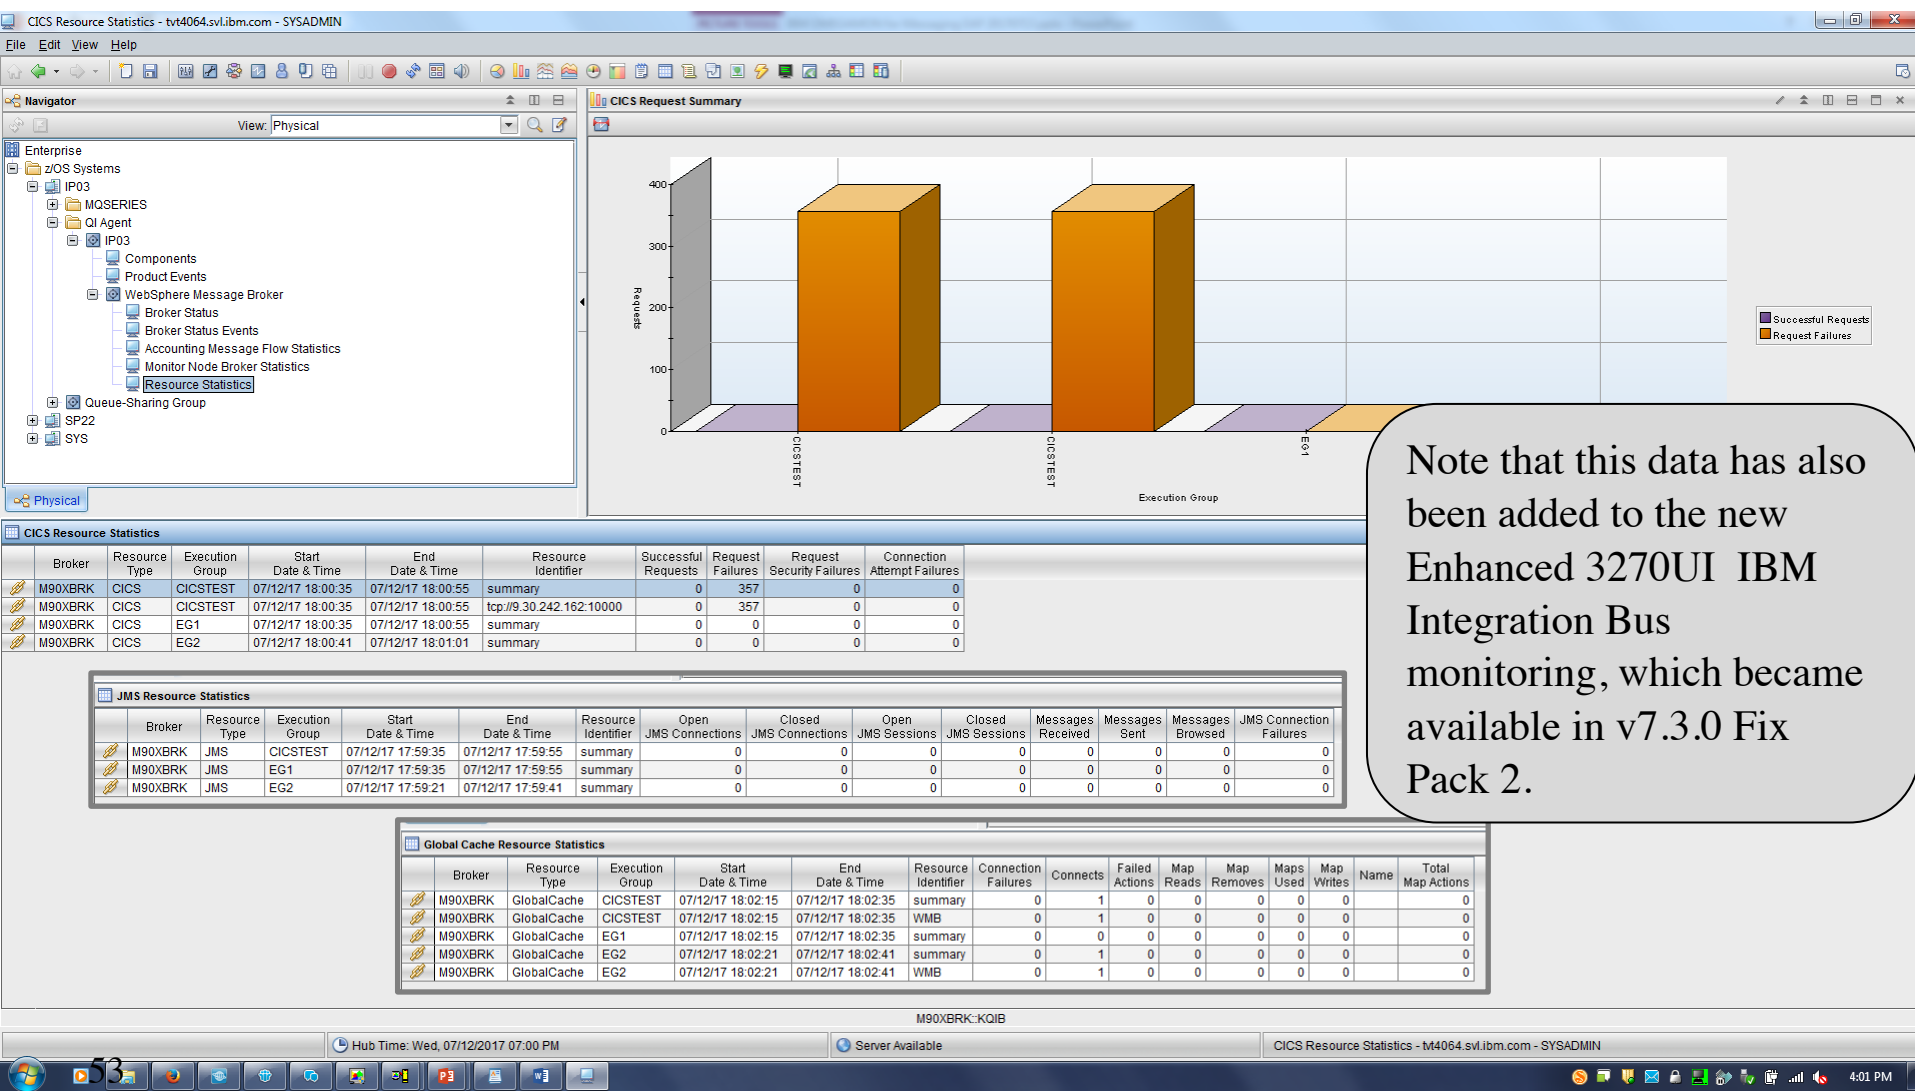 CICS Resource Statistics - tvt4064.svl.ibm.com - SYSADMIN
File Edit View Help
Navigator
View: Physical
Enterprise
z/OS Systems
IP03
MQSERIES
QI Agent
IP03
Components
Product Events
WebSphere Message Broker
Broker Status
Broker Status Events
Accounting Message Flow Statistics
Monitor Node Broker Statistics
Resource Statistics
Queue-Sharing Group
SP22
SYS
Physical
CICS Request Summary
400
300
200
100
0
Requests
CICSTEST
CICSTEST
EG1
Execution Group
Successful Requests
Request Failures
Note that this data has also
been added to the new
Enhanced 3270UI IBM
Integration Bus
monitoring, which became
available in v7.3.0 Fix
Pack 2.
CICS Resource Statistics
Broker Resource Type Execution Group Start Date & Time End Date & Time Resource Identifier Successful Requests Request Failures Request Security Failures Connection Attempt Failures
M90XBRK CICS CICSTEST 07/12/17 18:00:35 07/12/17 18:00:55 summary 0 357 0 0
M90XBRK CICS CICSTEST 07/12/17 18:00:35 07/12/17 18:00:55 tcp://9.30.242.162:10000 0 357 0 0
M90XBRK CICS EG1 07/12/17 18:00:35 07/12/17 18:00:55 summary 0 0 0 0
M90XBRK CICS EG2 07/12/17 18:00:41 07/12/17 18:01:01 summary 0 0 0 0
JMS Resource Statistics
Broker Resource Type Execution Group Start Date & Time End Date & Time Resource Identifier Open JMS Connections Closed JMS Connections Open JMS Sessions Closed JMS Sessions Messages Received Messages Sent Messages Browsed JMS Connection Failures
M90XBRK JMS CICSTEST 07/12/17 17:59:35 07/12/17 17:59:55 summary 0 0 0 0 0 0 0 0
M90XBRK JMS EG1 07/12/17 17:59:35 07/12/17 17:59:55 summary 0 0 0 0 0 0 0 0
M90XBRK JMS EG2 07/12/17 17:59:21 07/12/17 17:59:41 summary 0 0 0 0 0 0 0 0
Global Cache Resource Statistics
Broker Resource Type Execution Group Start Date & Time End Date & Time Resource Identifier Connection Failures Connects Failed Actions Map Reads Map Removes Maps Used Map Writes Name Total Map Actions
M90XBRK GlobalCache CICSTEST 07/12/17 18:02:15 07/12/17 18:02:35 summary 0 1 0 0 0 0 0 0
M90XBRK GlobalCache CICSTEST 07/12/17 18:02:15 07/12/17 18:02:35 WMB 0 1 0 0 0 0 0 0
M90XBRK GlobalCache EG1 07/12/17 18:02:15 07/12/17 18:02:35 summary 0 0 0 0 0 0 0 0
M90XBRK GlobalCache EG2 07/12/17 18:02:21 07/12/17 18:02:41 summary 0 1 0 0 0 0 0 0
M90XBRK GlobalCache EG2 07/12/17 18:02:21 07/12/17 18:02:41 WMB 0 1 0 0 0 0 0 0
M90XBRK::KQIB
Hub Time: Wed, 07/12/2017 07:00 PM
Server Available
CICS Resource Statistics - tvt4064.svl.ibm.com - SYSADMIN
53
4:01 PM